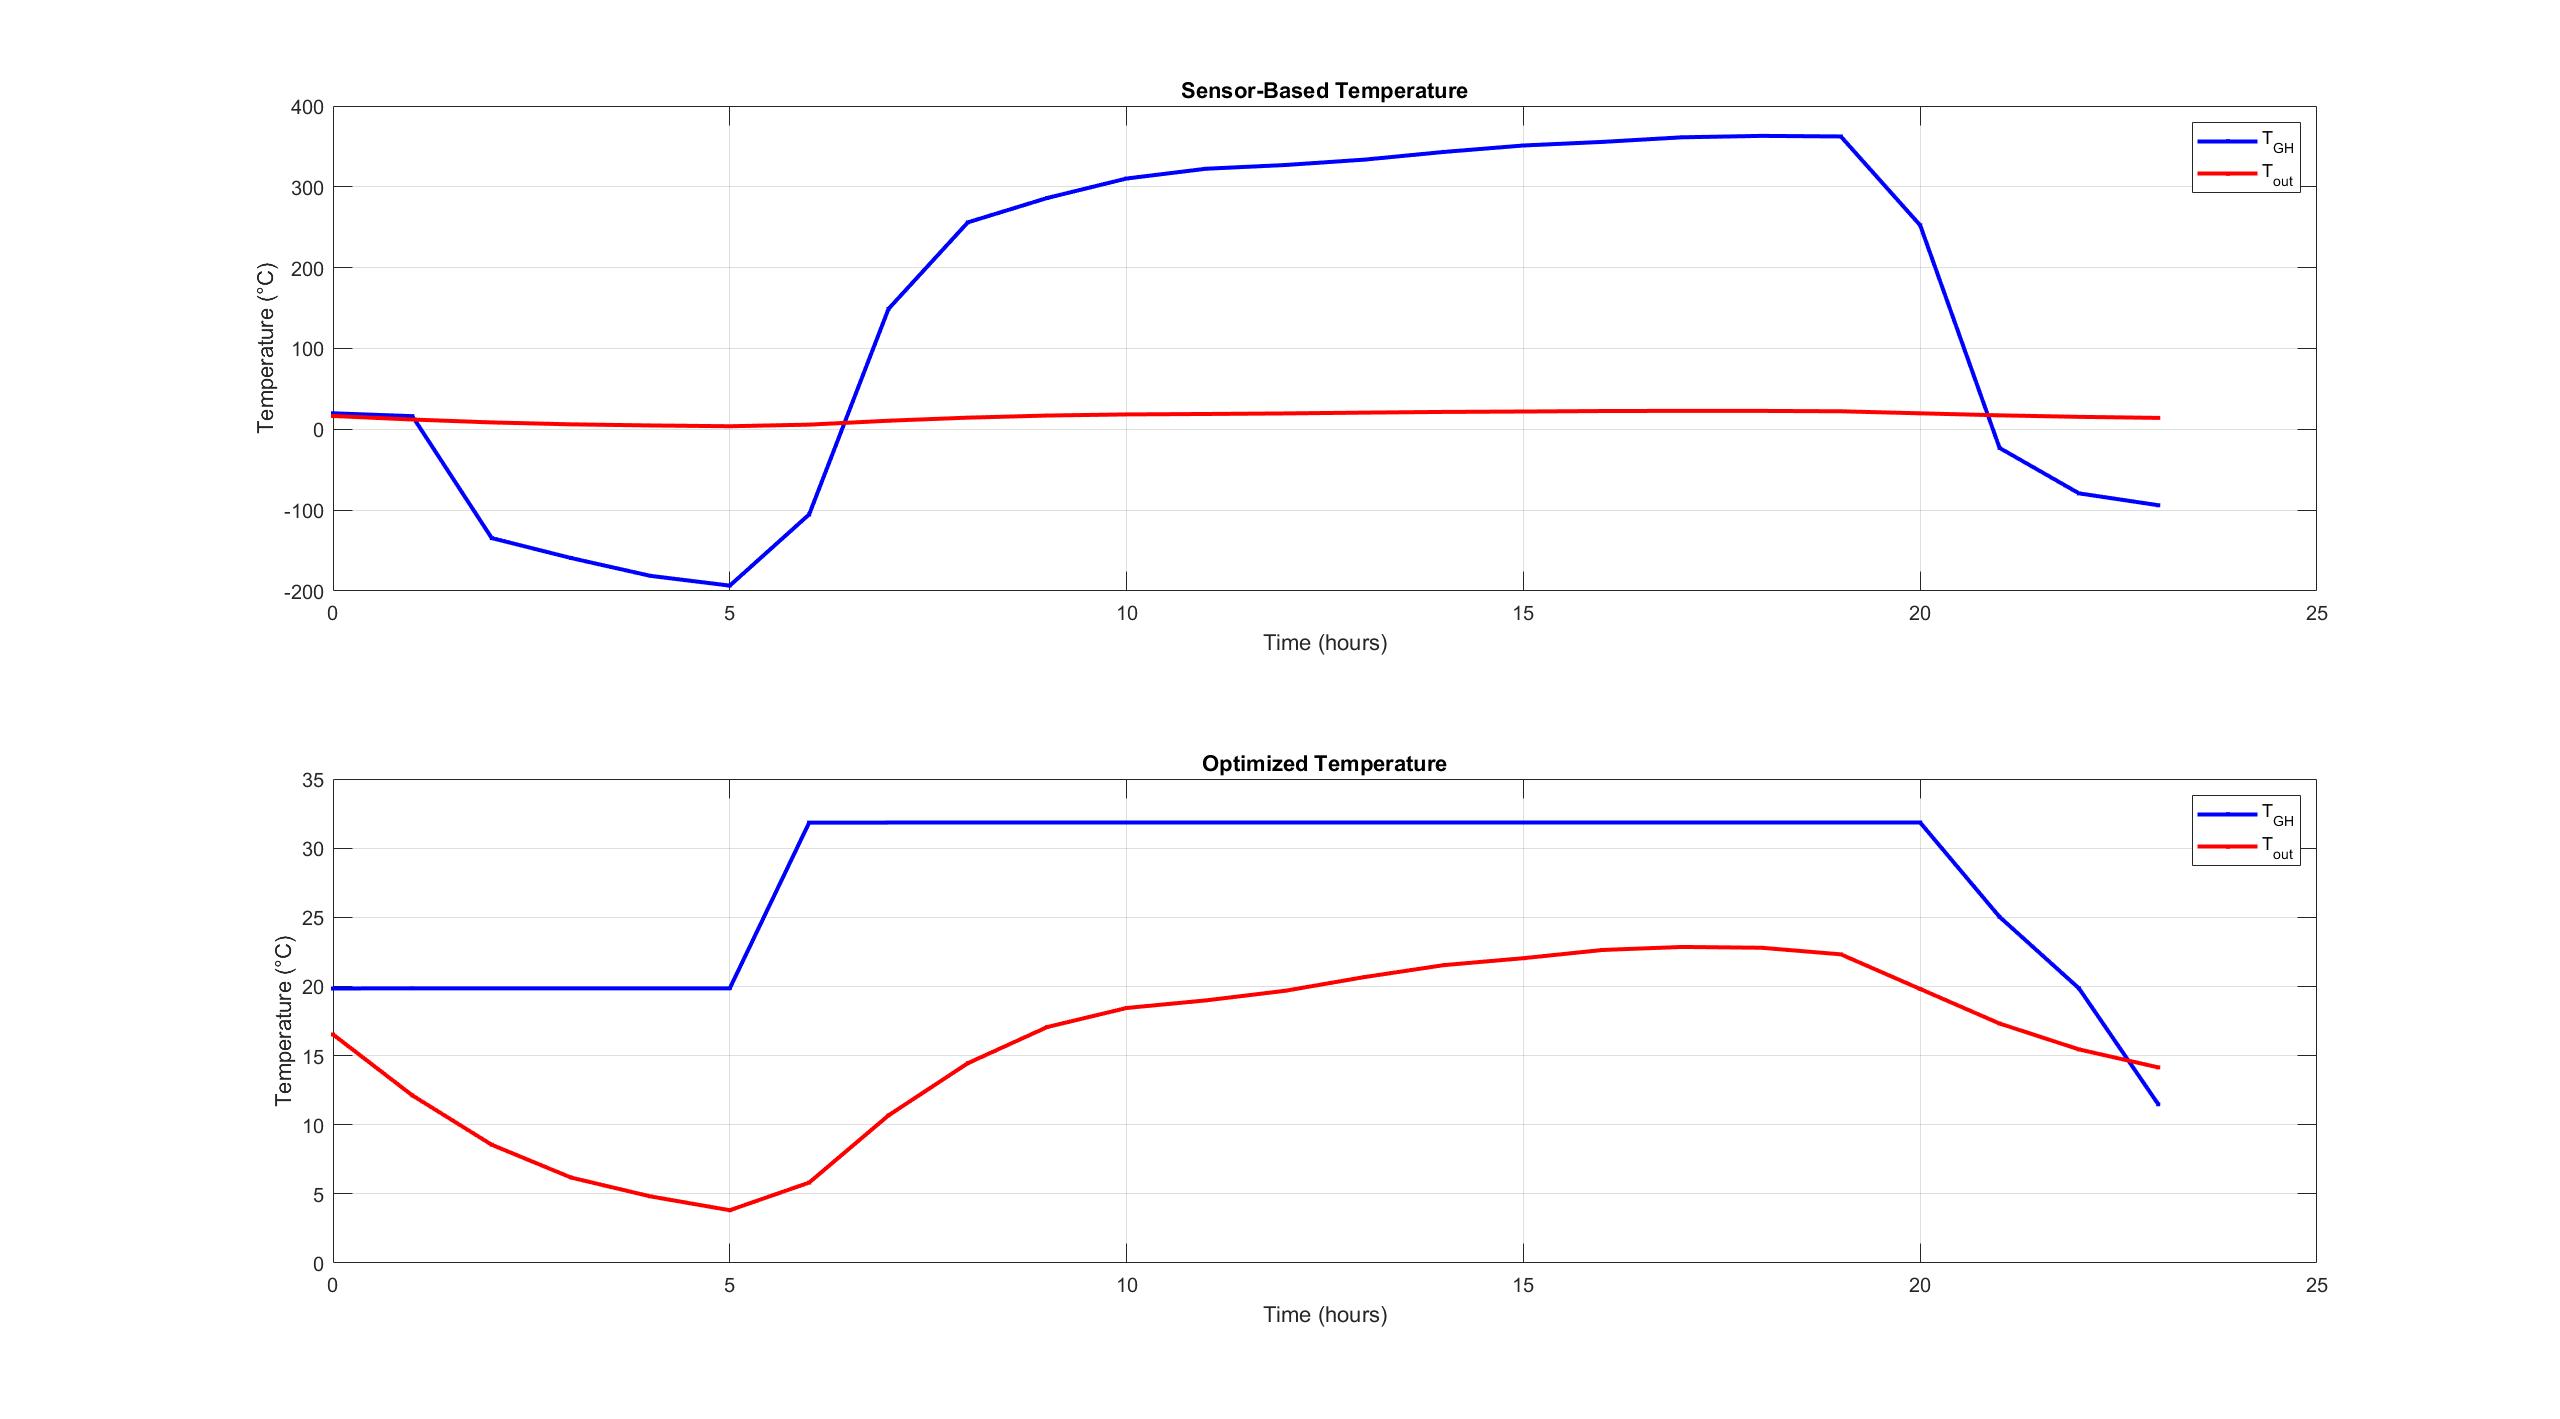 Sensor-Based Temperature
400
300
200
100
0
-100
-200
Temperature (°C)
T_GH
T_out
0 5 10 15 20 25
Time (hours)
Optimized Temperature
35
30
25
20
15
10
5
0
Temperature (°C)
T_GH
T_out
0 5 10 15 20 25
Time (hours)